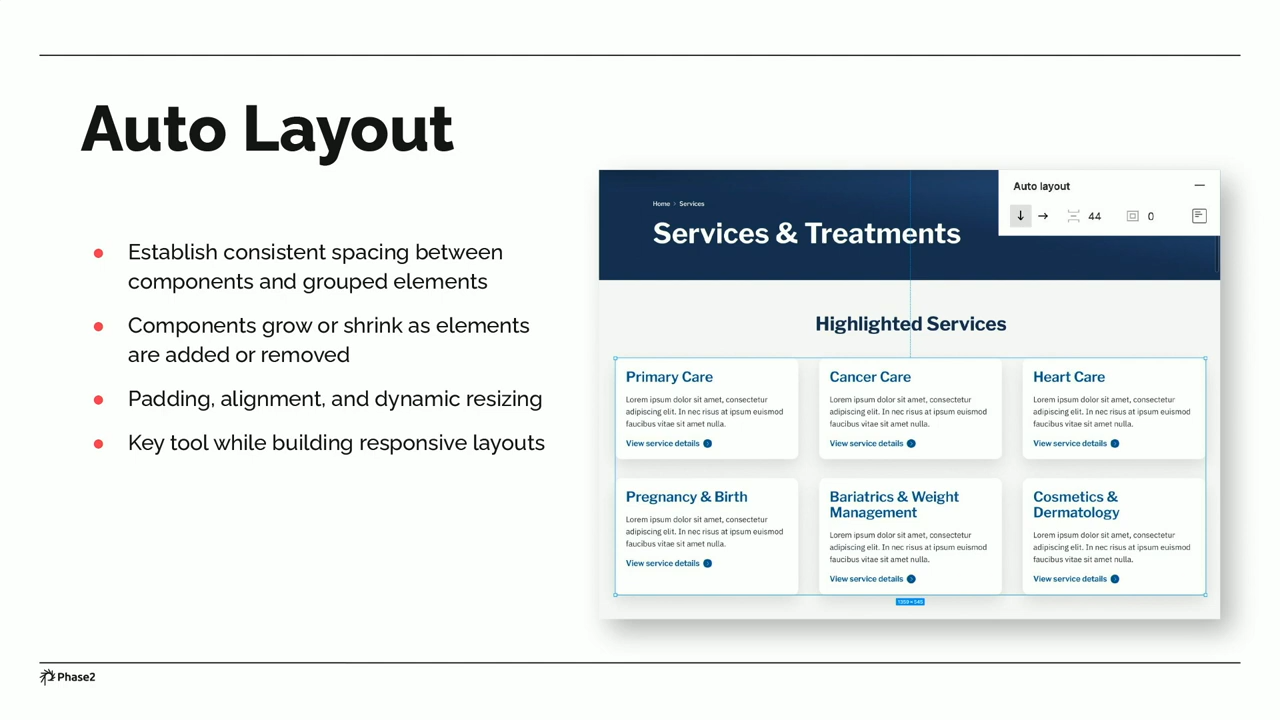 Auto Layout
Establish consistent spacing between
components and grouped elements
Components grow or shrink as elements
are added or removed
Padding, alignment, and dynamic resizing
Key tool while building responsive layouts
Auto layout
44
0
Home › Services
Services & Treatments
Highlighted Services
Primary Care
Lorem ipsum dolor sit amet, consectetur
adipiscing elit. In nec risus at ipsum euismod
faucibus vitae sit amet nulla.
View service details
Cancer Care
Lorem ipsum dolor sit amet, consectetur
adipiscing elit. In nec risus at ipsum euismod
faucibus vitae sit amet nulla.
View service details
Heart Care
Lorem ipsum dolor sit amet, consectetur
adipiscing elit. In nec risus at ipsum euismod
faucibus vitae sit amet nulla.
View service details
Pregnancy & Birth
Lorem ipsum dolor sit amet, consectetur
adipiscing elit. In nec risus at ipsum euismod
faucibus vitae sit amet nulla.
View service details
Bariatrics & Weight
Management
Lorem ipsum dolor sit amet, consectetur
adipiscing elit. In nec risus at ipsum euismod
faucibus vitae sit amet nulla.
View service details
Cosmetics &
Dermatology
Lorem ipsum dolor sit amet, consectetur
adipiscing elit. In nec risus at ipsum euismod
faucibus vitae sit amet nulla.
View service details
Phase2